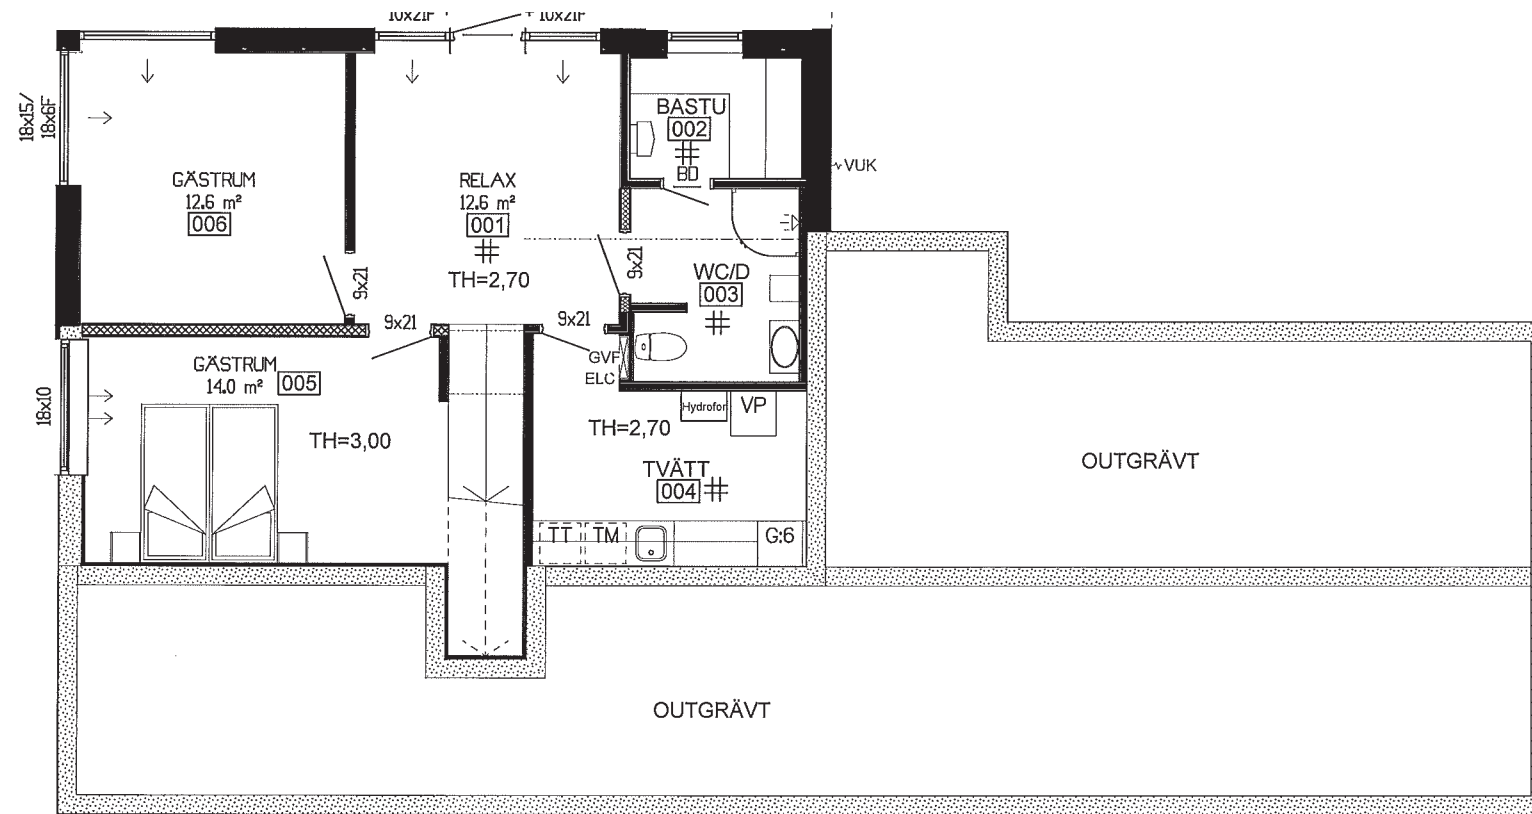 10x21F
10x21F
18x15/
18x6F
GÄSTRUM
12.6 m²
006
RELAX
12.6 m²
001
TH=2,70
BASTU
002
BD
VUK
9x21
9x21
WC/D
003
9x21
9x21
GVF
ELC
GÄSTRUM
14.0 m²
005
18x10
TH=3,00
Hydrofor
VP
TH=2,70
TVÄTT
004
TT
TM
G:6
OUTGRÄVT
OUTGRÄVT